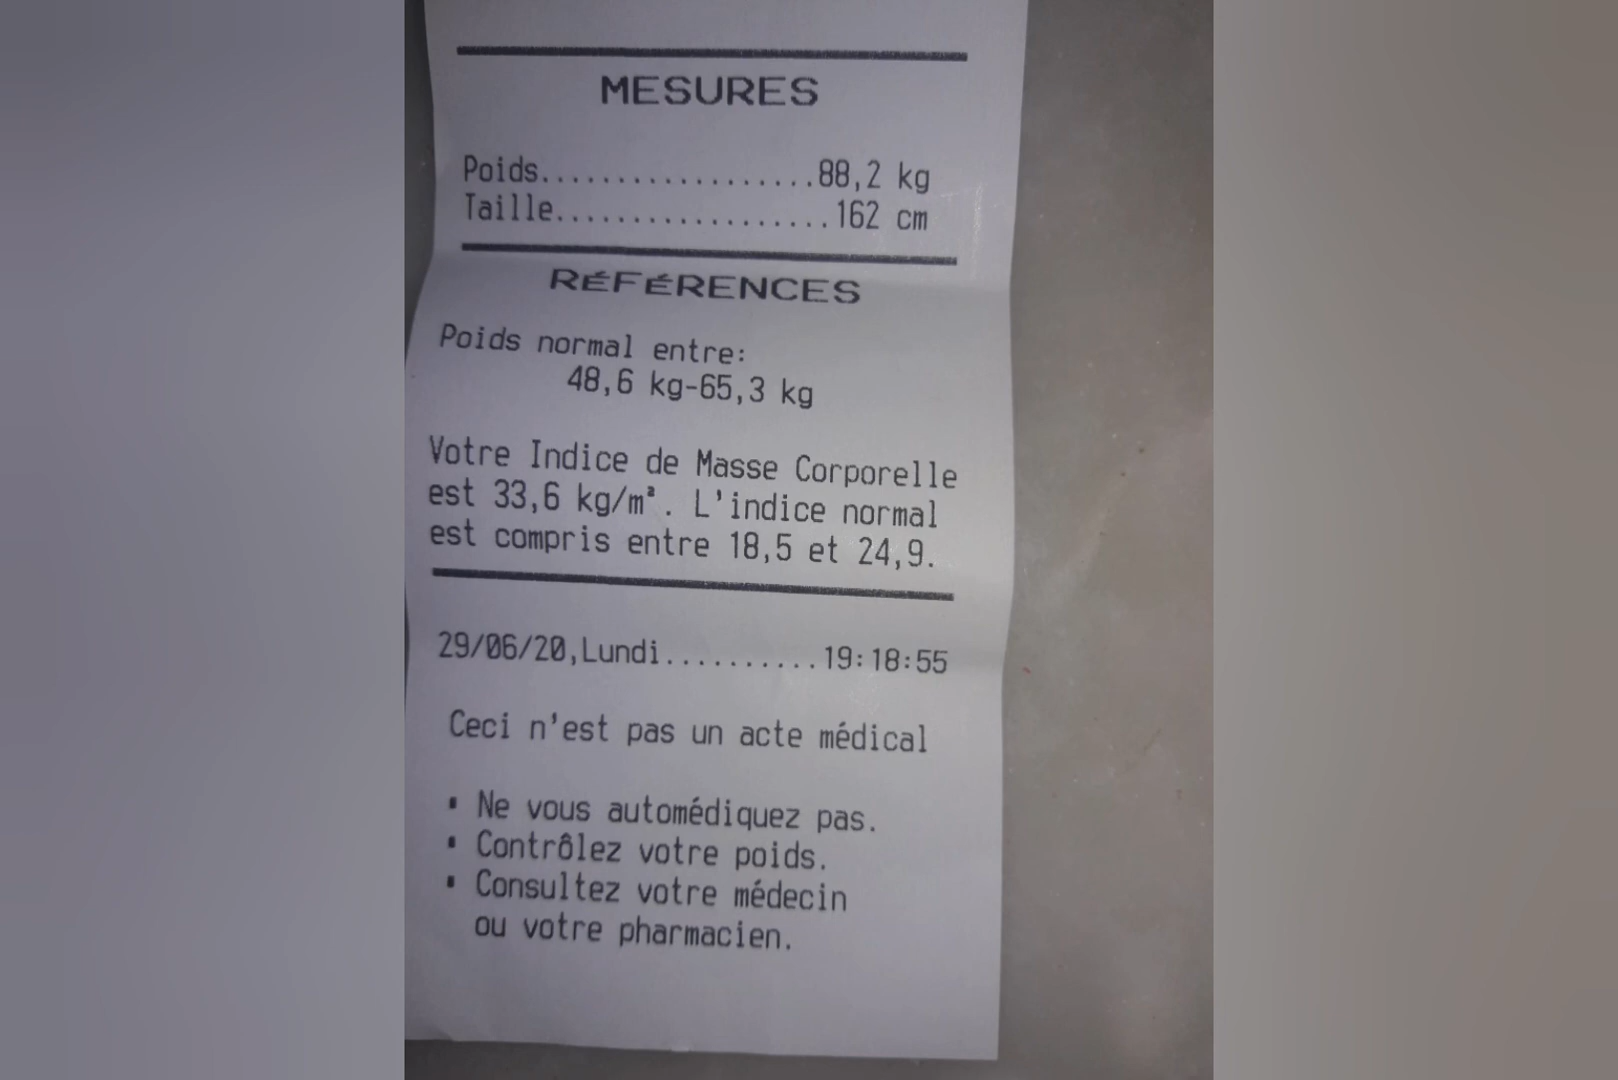 MESURES
Poids..................88,2 kg
Taille..................162 cm
RÉFÉRENCES
Poids normal entre:
48,6 kg-65,3 kg
Votre Indice de Masse Corporelle
est 33,6 kg/m². L'indice normal
est compris entre 18,5 et 24,9.
29/06/20,Lundi..........19:18:55
Ceci n'est pas un acte médical
▪ Ne vous automédiquez pas.
▪ Contrôlez votre poids.
▪ Consultez votre médecin
ou votre pharmacien.